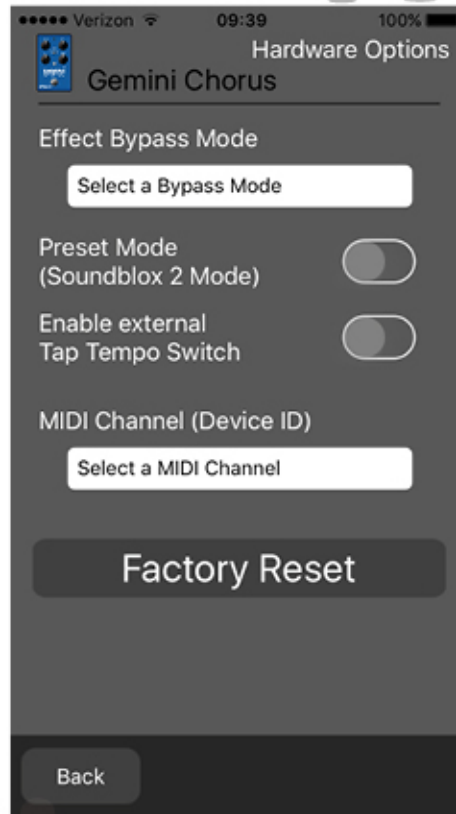 Verizon 09:39 100%
Hardware Options
Gemini Chorus
Effect Bypass Mode
Select a Bypass Mode
Preset Mode
(Soundblox 2 Mode)
Enable external
Tap Tempo Switch
MIDI Channel (Device ID)
Select a MIDI Channel
Factory Reset
Back